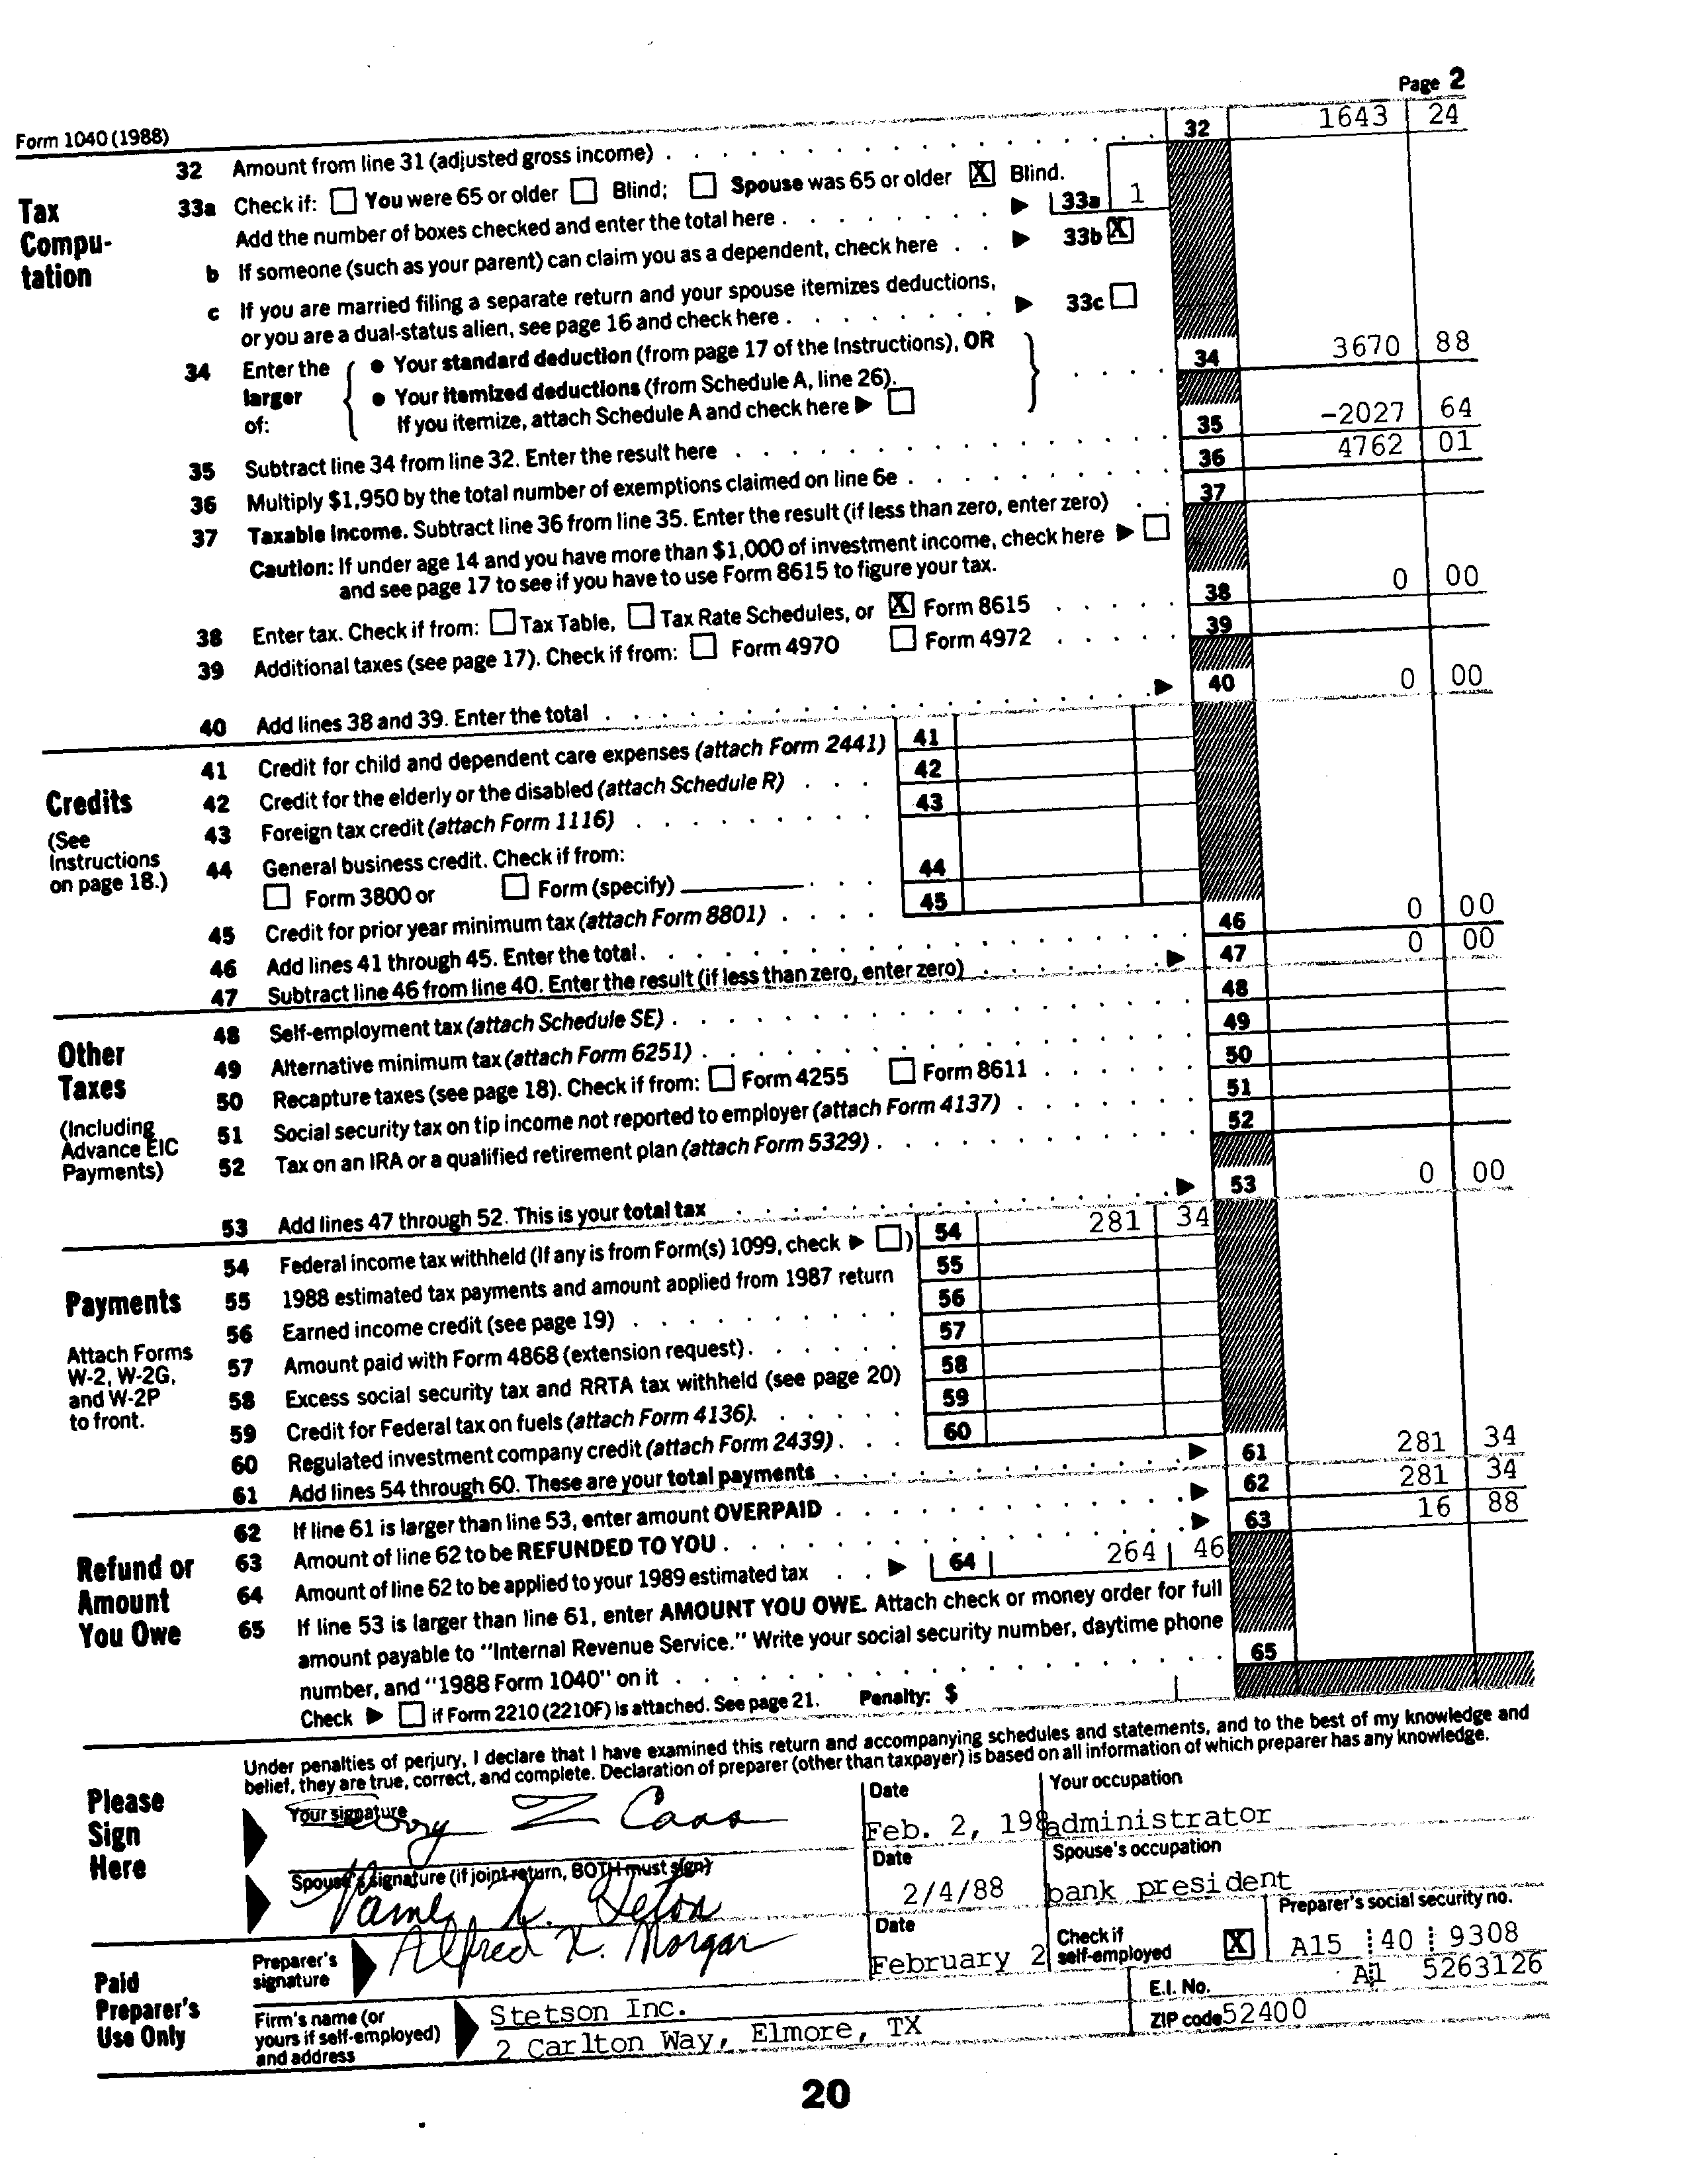 Page 2
Form 1040 (1988)
32 Amount from line 31 (adjusted gross income) 32 1643 24
Tax Computation
33a Check if: You were 65 or older Blind; Spouse was 65 or older X Blind.
Add the number of boxes checked and enter the total here 33a 1
b If someone (such as your parent) can claim you as a dependent, check here 33b X
c If you are married filing a separate return and your spouse itemizes deductions,
or you are a dual-status alien, see page 16 and check here 33c
34 Enter the larger of:
• Your standard deduction (from page 17 of the Instructions), OR
• Your itemized deductions (from Schedule A, line 26).
If you itemize, attach Schedule A and check here
34 3670 88
35 Subtract line 34 from line 32. Enter the result here 35 -2027 64
36 Multiply $1,950 by the total number of exemptions claimed on line 6e 36 4762 01
37 Taxable income. Subtract line 36 from line 35. Enter the result (if less than zero, enter zero) 37
Caution: If under age 14 and you have more than $1,000 of investment income, check here
and see page 17 to see if you have to use Form 8615 to figure your tax.
38 Enter tax. Check if from: Tax Table, Tax Rate Schedules, or X Form 8615 38 0 00
39 Additional taxes (see page 17). Check if from: Form 4970 Form 4972 39
40 Add lines 38 and 39. Enter the total 40 0 00
Credits
(See Instructions on page 18.)
41 Credit for child and dependent care expenses (attach Form 2441) 41
42 Credit for the elderly or the disabled (attach Schedule R) 42
43 Foreign tax credit (attach Form 1116) 43
44 General business credit. Check if from:
Form 3800 or Form (specify) 44
45 Credit for prior year minimum tax (attach Form 8801) 45
46 Add lines 41 through 45. Enter the total 46 0 00
47 Subtract line 46 from line 40. Enter the result (if less than zero, enter zero) 47 0 00
Other Taxes
(Including Advance EIC Payments)
48 Self-employment tax (attach Schedule SE) 48
49 Alternative minimum tax (attach Form 6251) 49
50 Recapture taxes (see page 18). Check if from: Form 4255 Form 8611 50
51 Social security tax on tip income not reported to employer (attach Form 4137) 51
52 Tax on an IRA or a qualified retirement plan (attach Form 5329) 52
53 Add lines 47 through 52. This is your total tax 53 0 00
Payments
Attach Forms W-2, W-2G, and W-2P to front.
54 Federal income tax withheld (If any is from Form(s) 1099, check ) 54 281 34
55 1988 estimated tax payments and amount applied from 1987 return 55
56 Earned income credit (see page 19) 56
57 Amount paid with Form 4868 (extension request) 57
58 Excess social security tax and RRTA tax withheld (see page 20) 58
59 Credit for Federal tax on fuels (attach Form 4136). 59
60 Regulated investment company credit (attach Form 2439) 60
61 Add lines 54 through 60. These are your total payments 61 281 34
Refund or Amount You Owe
62 If line 61 is larger than line 53, enter amount OVERPAID 62 281 34
63 Amount of line 62 to be REFUNDED TO YOU 63 16 88
64 Amount of line 62 to be applied to your 1989 estimated tax 64 264 46
65 If line 53 is larger than line 61, enter AMOUNT YOU OWE. Attach check or money order for full
amount payable to "Internal Revenue Service." Write your social security number, daytime phone
number, and "1988 Form 1040" on it 65
Check if Form 2210 (2210F) is attached. See page 21. Penalty: $
Please Sign Here
Under penalties of perjury, I declare that I have examined this return and accompanying schedules and statements, and to the best of my knowledge and
belief, they are true, correct, and complete. Declaration of preparer (other than taxpayer) is based on all information of which preparer has any knowledge.
Your signature Z Cass
Date Feb. 2, 198
Your occupation administrator
Spouse's signature (if joint return, BOTH must sign)
Date 2/4/88
Spouse's occupation bank president
Paid Preparer's Use Only
Preparer's signature Alfred X. Morgan
Date February 2
Check if self-employed X
Preparer's social security no. A15 40 9308
Firm's name (or yours if self-employed) and address
Stetson Inc.
2 Carlton Way, Elmore, TX
E.I. No. A1 5263126
ZIP code 52400
20